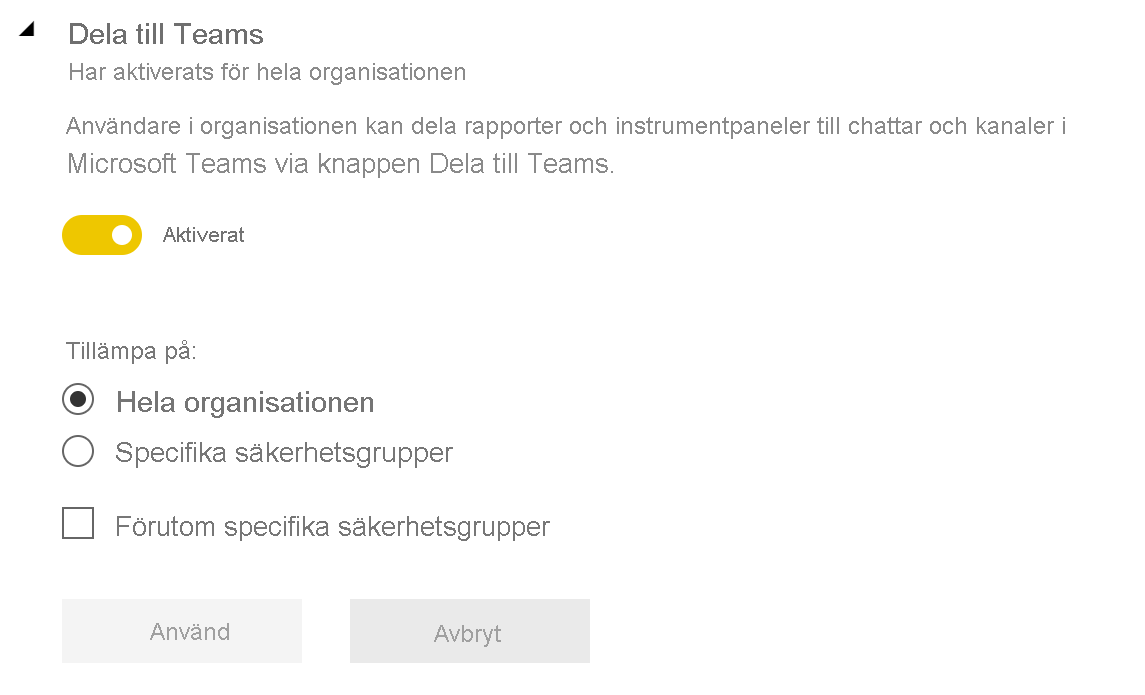 Dela till Teams
Har aktiverats för hela organisationen
Användare i organisationen kan dela rapporter och instrumentpaneler till chattar och kanaler i
Microsoft Teams via knappen Dela till Teams.
Aktiverat
Tillämpa på:
Hela organisationen
Specifika säkerhetsgrupper
Förutom specifika säkerhetsgrupper
Använd
Avbryt